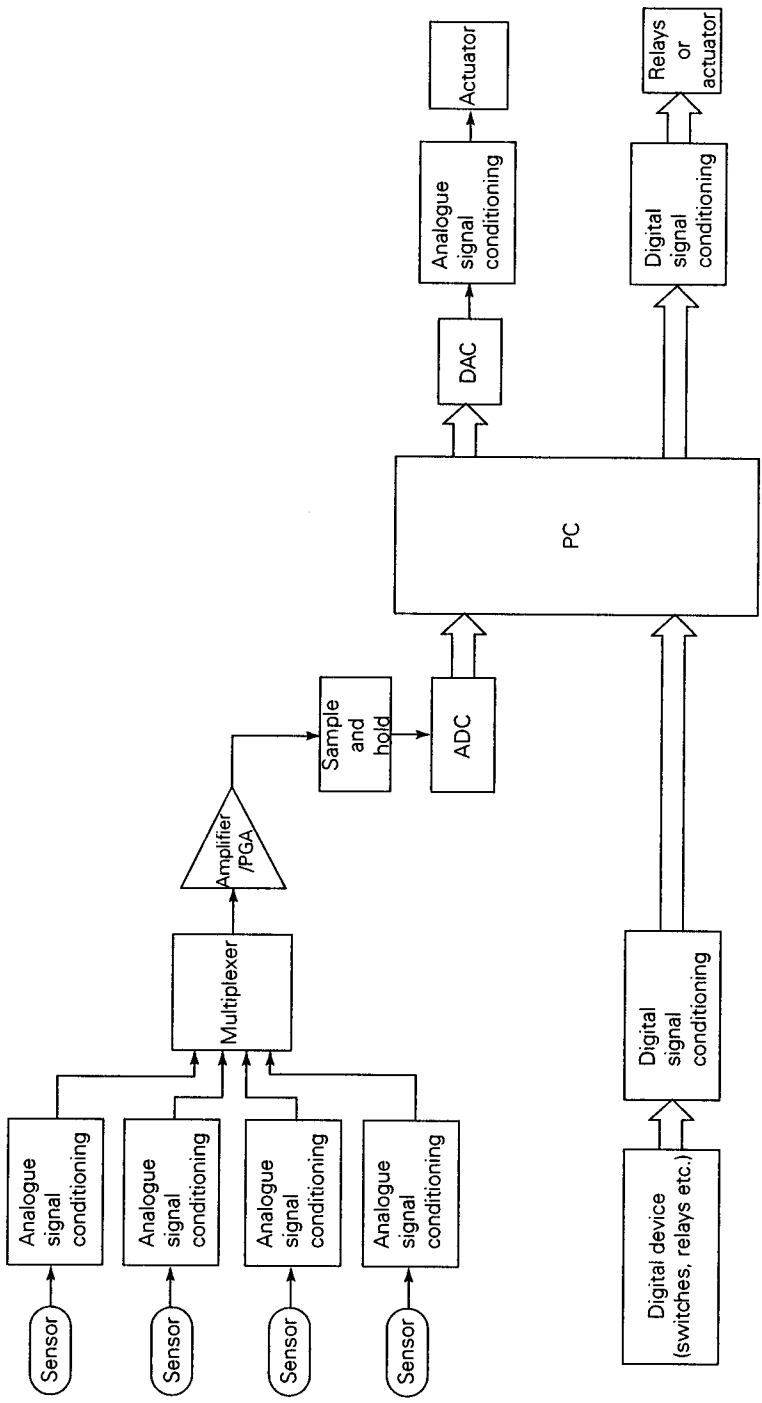 Sensor
Analogue
signal
conditioning
Sensor
Analogue
signal
conditioning
Sensor
Analogue
signal
conditioning
Sensor
Analogue
signal
conditioning
Multiplexer
Amplifier
/PGA
Sample
and
hold
ADC
PC
DAC
Analogue
signal
conditioning
Actuator
Digital device
(switches, relays etc.)
Digital
signal
conditioning
Digital
signal
conditioning
Relays
or
actuator